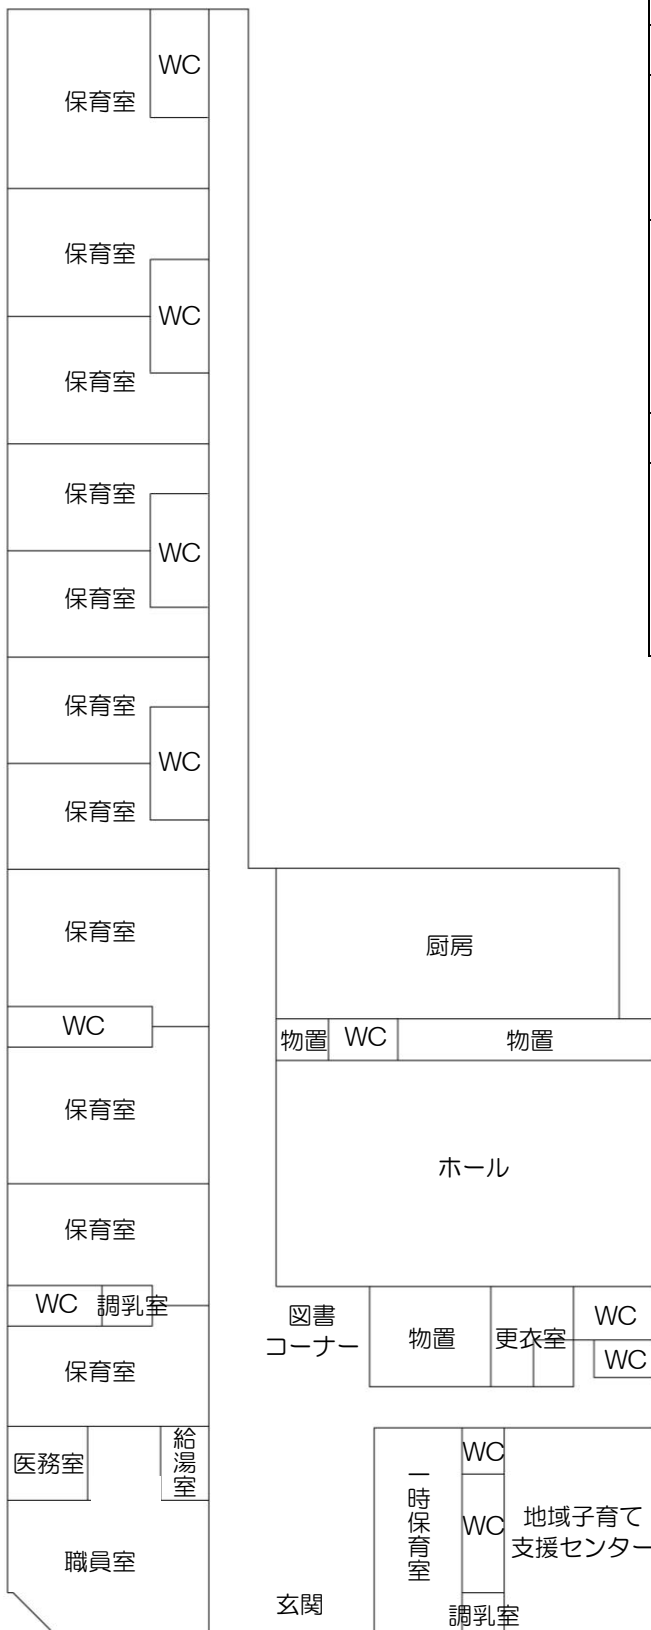 WC
保育室
保育室
WC
保育室
保育室
WC
保育室
保育室
WC
保育室
保育室
厨房
WC
物置
WC
物置
保育室
ホール
保育室
WC
調乳室
図書
コーナー
物置
更衣室
WC
WC
保育室
医務室
給湯室
一時保育室
WC
WC
地域子育て
支援センター
職員室
玄関
調乳室